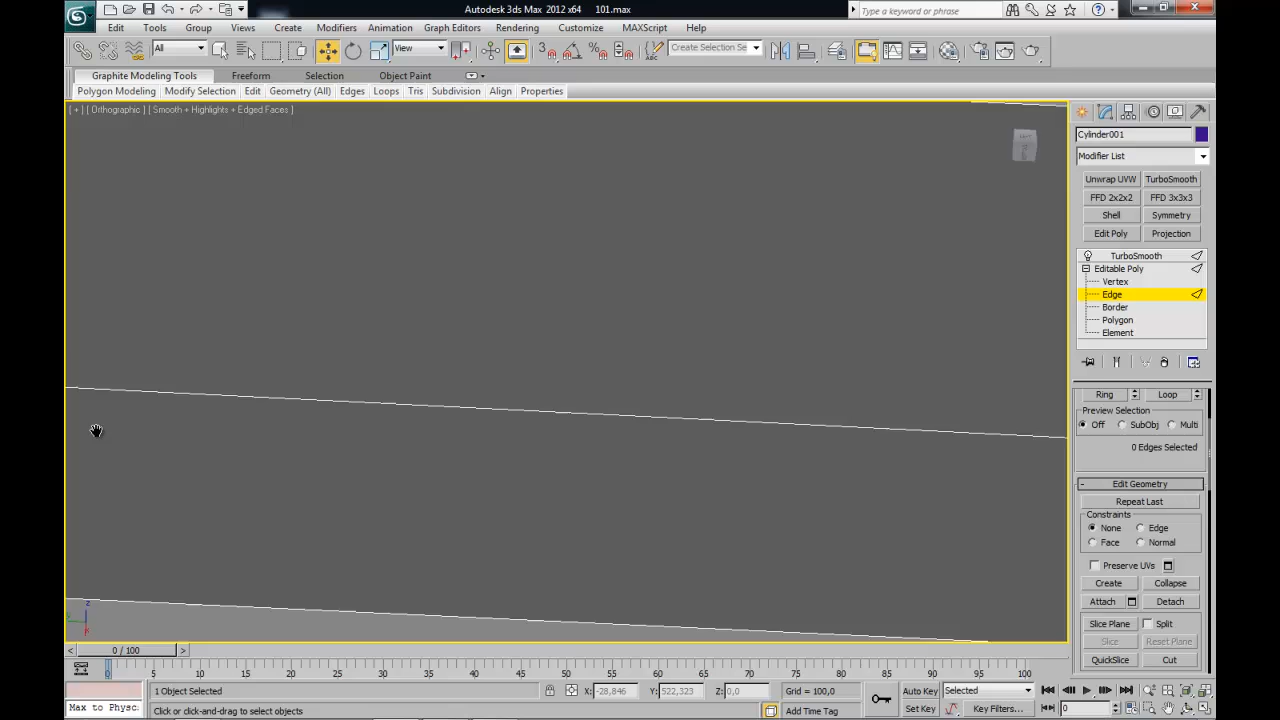 Autodesk 3ds Max 2012 x64 101.max
Type a keyword or phrase
Edit Tools Group Views Create Modifiers Animation Graph Editors Rendering Customize MAXScript Help
All View Create Selection Se
Graphite Modeling Tools Freeform Selection Object Paint
Polygon Modeling Modify Selection Edit Geometry (All) Edges Loops Tris Subdivision Align Properties
[ + ] [ Orthographic ] [ Smooth + Highlights + Edged Faces ]
Cylinder001
Modifier List
Unwrap UVW TurboSmooth
FFD 2x2x2 FFD 3x3x3
Shell Symmetry
Edit Poly Projection
TurboSmooth
Editable Poly
Vertex
Edge
Border
Polygon
Element
Ring Loop
Preview Selection
Off SubObj Multi
0 Edges Selected
- Edit Geometry
Repeat Last
Constraints
None Edge
Face Normal
Preserve UVs
Create Collapse
Attach Detach
Slice Plane Split
Slice Reset Plane
QuickSlice Cut
z
< 0 / 100 >
0 5 10 15 20 25 30 35 40 45 50 55 60 65 70 75 80 85 90 95 100
1 Object Selected X: -28,846 Y: 522,323 Z: 0,0 Grid = 100,0 Auto Key Selected
Max to Physc: Click or click-and-drag to select objects Add Time Tag Set Key Key Filters... 0